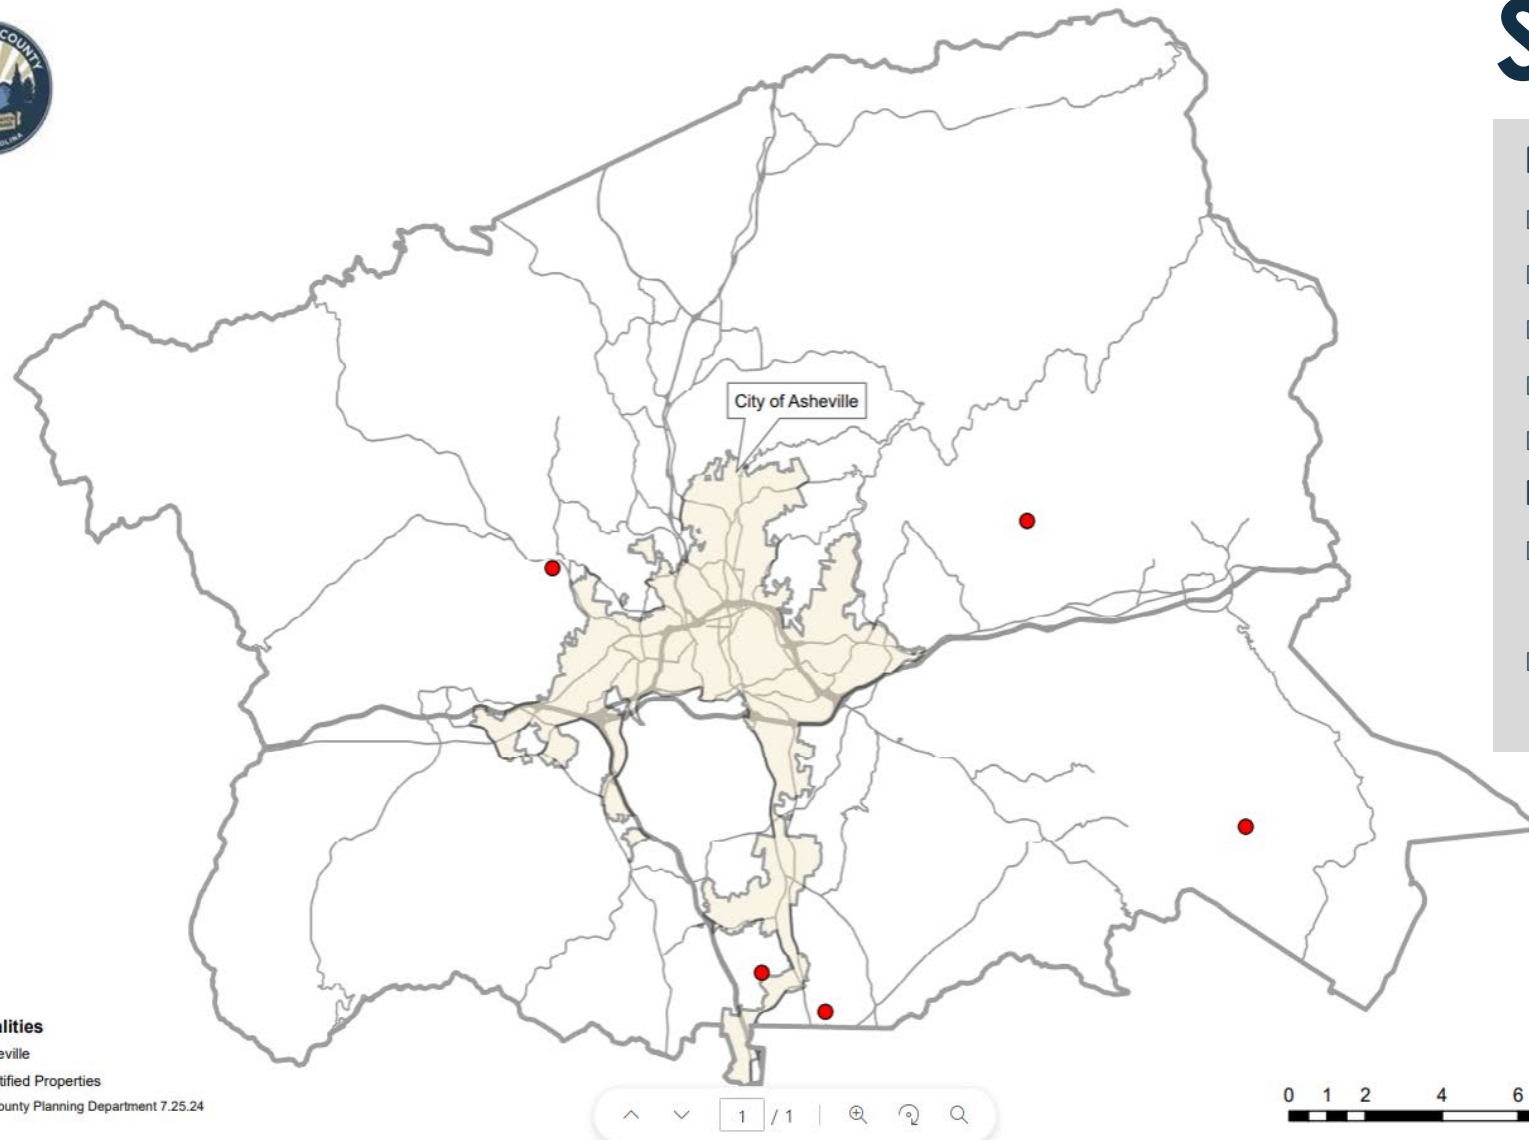 COUNTY
City of Asheville
alities
eville
tified Properties
ounty Planning Department 7.25.24
1 / 1
0 1 2 4 6